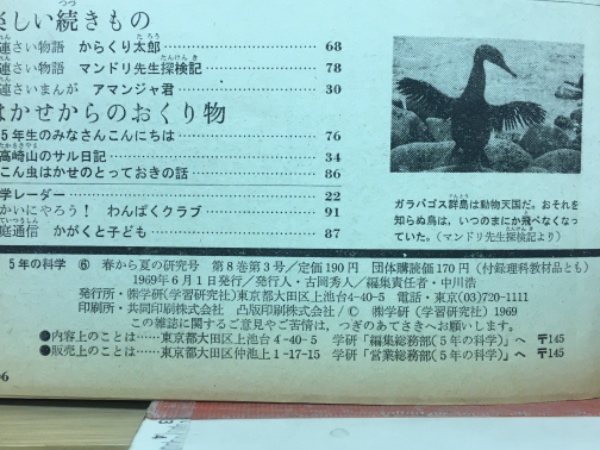 楽しい続きもの
連さい物語 からくり太郎 68
連さい物語 マンドリ先生探検記 78
連さいまんが アマンジャ君 30
はかせからのおくり物
5年生のみなさんこんにちは 76
高崎山のサル日記 34
こん虫はかせのとっておきの話 86
学レーダー 22
かいにやろう! わんぱくクラブ 91
庭通信 かがくと子ども 87
ガラパゴス群島は動物天国だ。おそれを
知らぬ鳥は、いつのまにか飛べなくなっ
ていた。(マンドリ先生探検記より)
5年の科学 ⑥ 春から夏の研究号 第8巻第3号/定価190円 団体購読価170円(付録理科教材品とも)
1969年6月1日発行/発行人・古岡秀人/編集責任者・中川浩
発行所・㈱学研(学習研究社)東京都大田区上池台4-40-5 電話・東京(03)720-1111
印刷所・共同印刷株式会社 凸版印刷株式会社/Ⓒ ㈱学研(学習研究社)1969
この雑誌に関するご意見やご苦情は、つぎのあてさきへお願いします。
●内容上のことは……東京都大田区上池台4-40-5 学研「編集総務部(5年の科学)」へ 〒145
●販売上のことは……東京都大田区仲池上1-17-15 学研「営業総務部(5年の科学)」へ 〒145
06